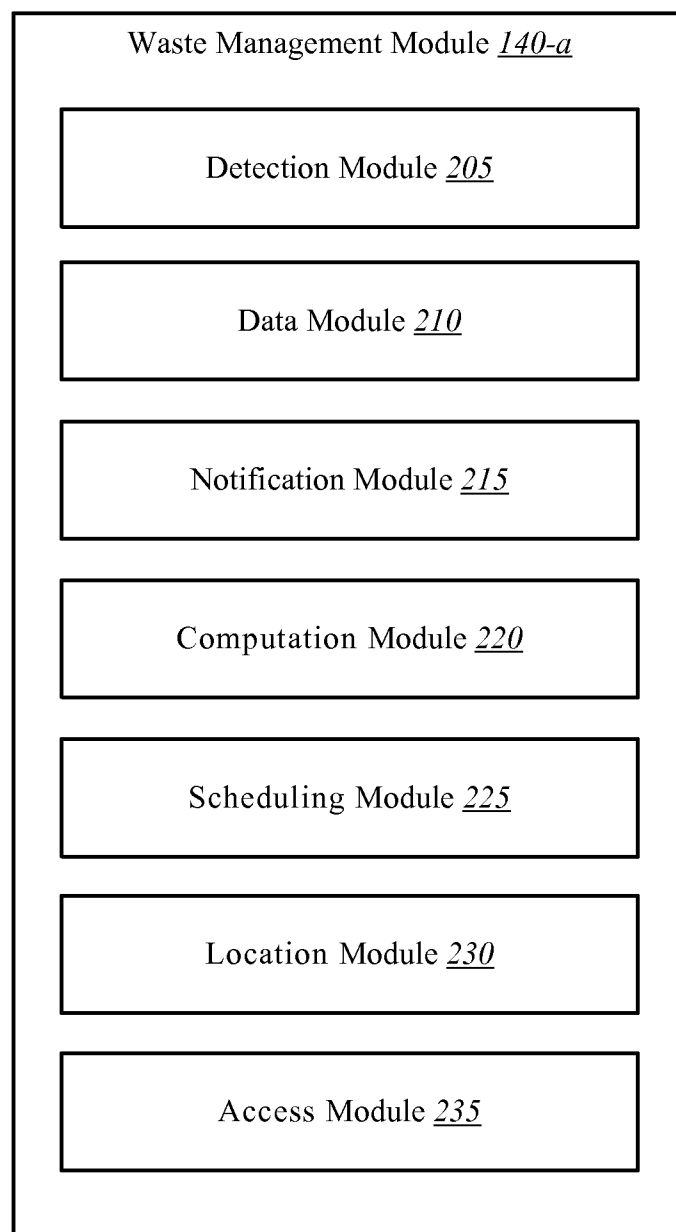 Waste Management Module 140-a
Detection Module 205
Data Module 210
Notification Module 215
Computation Module 220
Scheduling Module 225
Location Module 230
Access Module 235